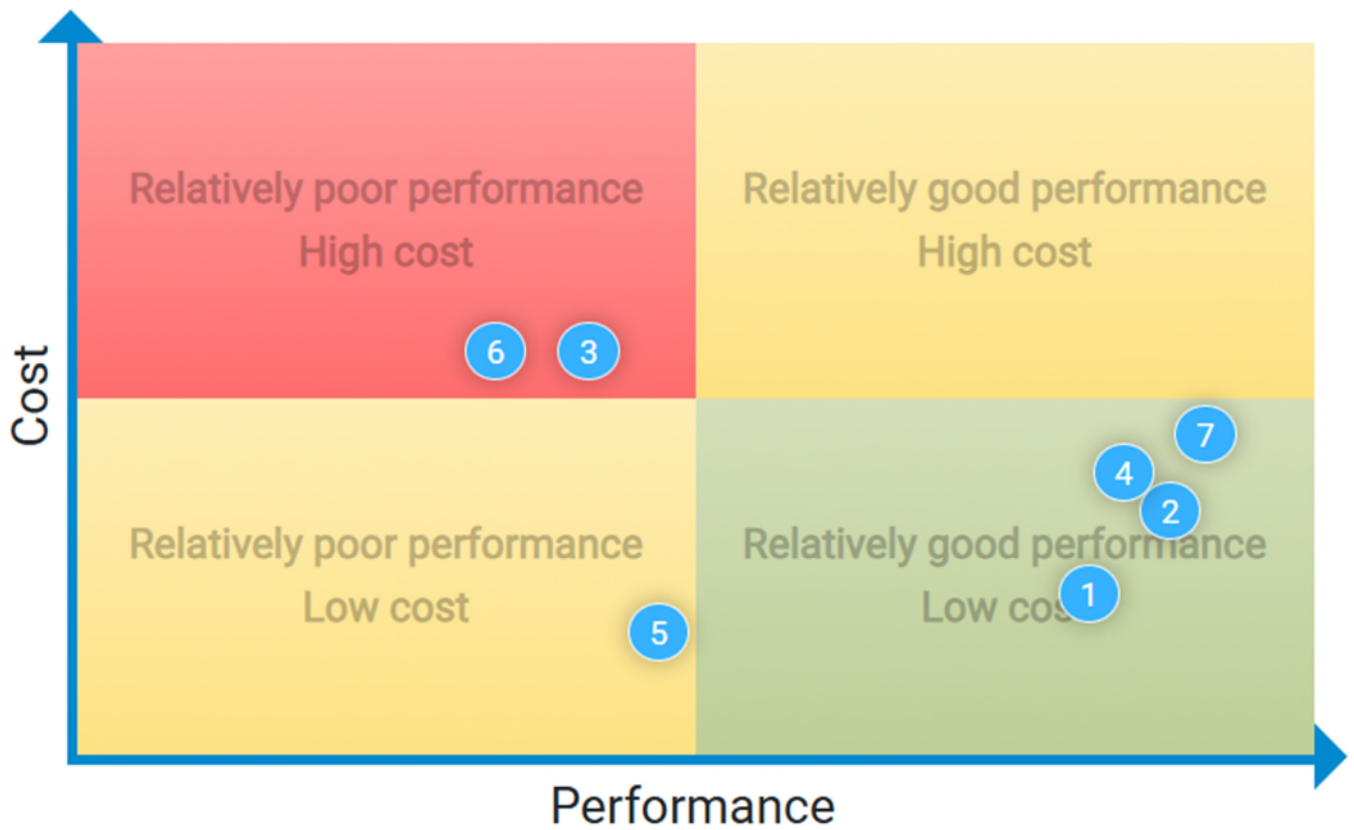 Relatively poor performance
High cost
Relatively good performance
High cost
6
3
Cost
7
4
2
Relatively poor performance
Low cost
Relatively good performance
Low cos
1
5
Performance